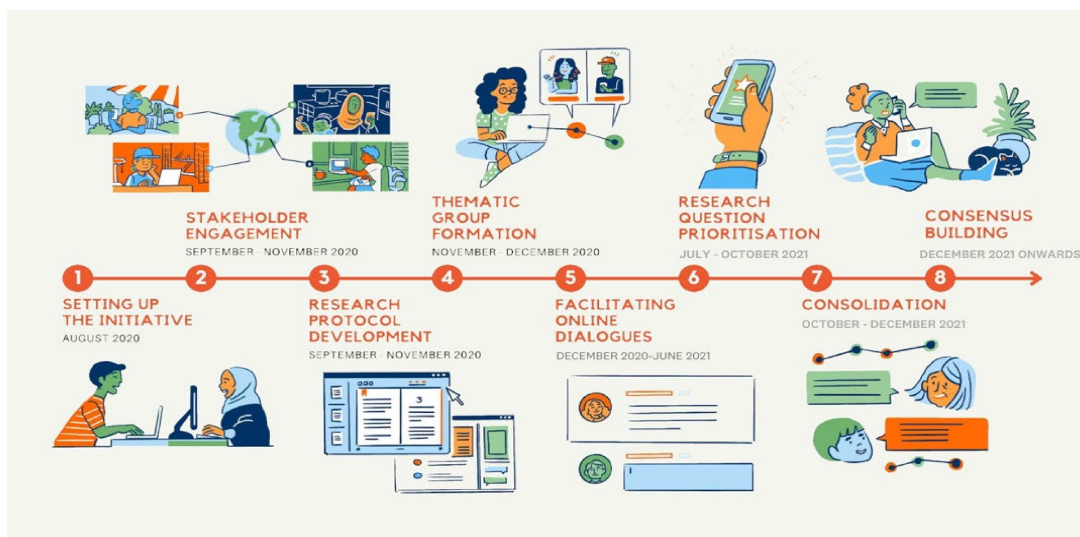 1
SETTING UP
THE INITIATIVE
AUGUST 2020
2
STAKEHOLDER
ENGAGEMENT
SEPTEMBER - NOVEMBER 2020
3
RESEARCH
PROTOCOL
DEVELOPMENT
SEPTEMBER - NOVEMBER 2020
3
4
THEMATIC
GROUP
FORMATION
NOVEMBER - DECEMBER 2020
5
FACILITATING
ONLINE
DIALOGUES
DECEMBER 2020-JUNE 2021
6
RESEARCH
QUESTION
PRIORITISATION
JULY - OCTOBER 2021
7
CONSOLIDATION
OCTOBER - DECEMBER 2021
8
CONSENSUS
BUILDING
DECEMBER 2021 ONWARDS